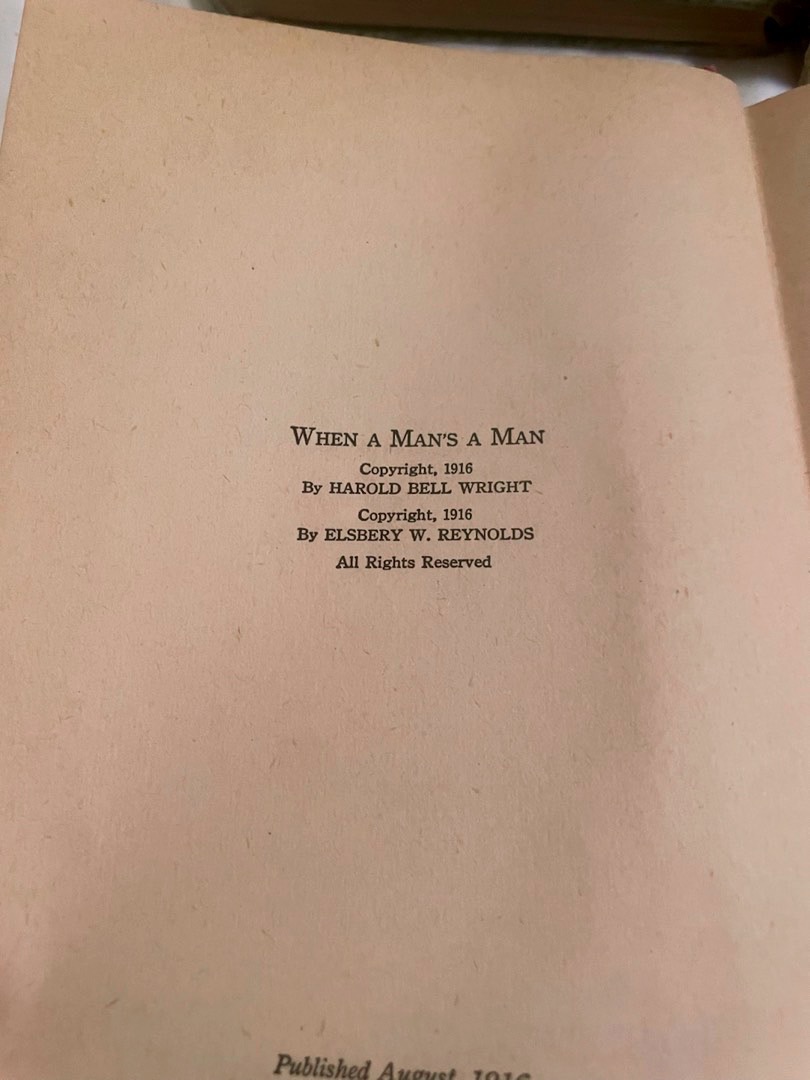 WHEN A MAN'S A MAN
Copyright, 1916
By HAROLD BELL WRIGHT
Copyright, 1916
By ELSBERY W. REYNOLDS
All Rights Reserved
Published August, 1916